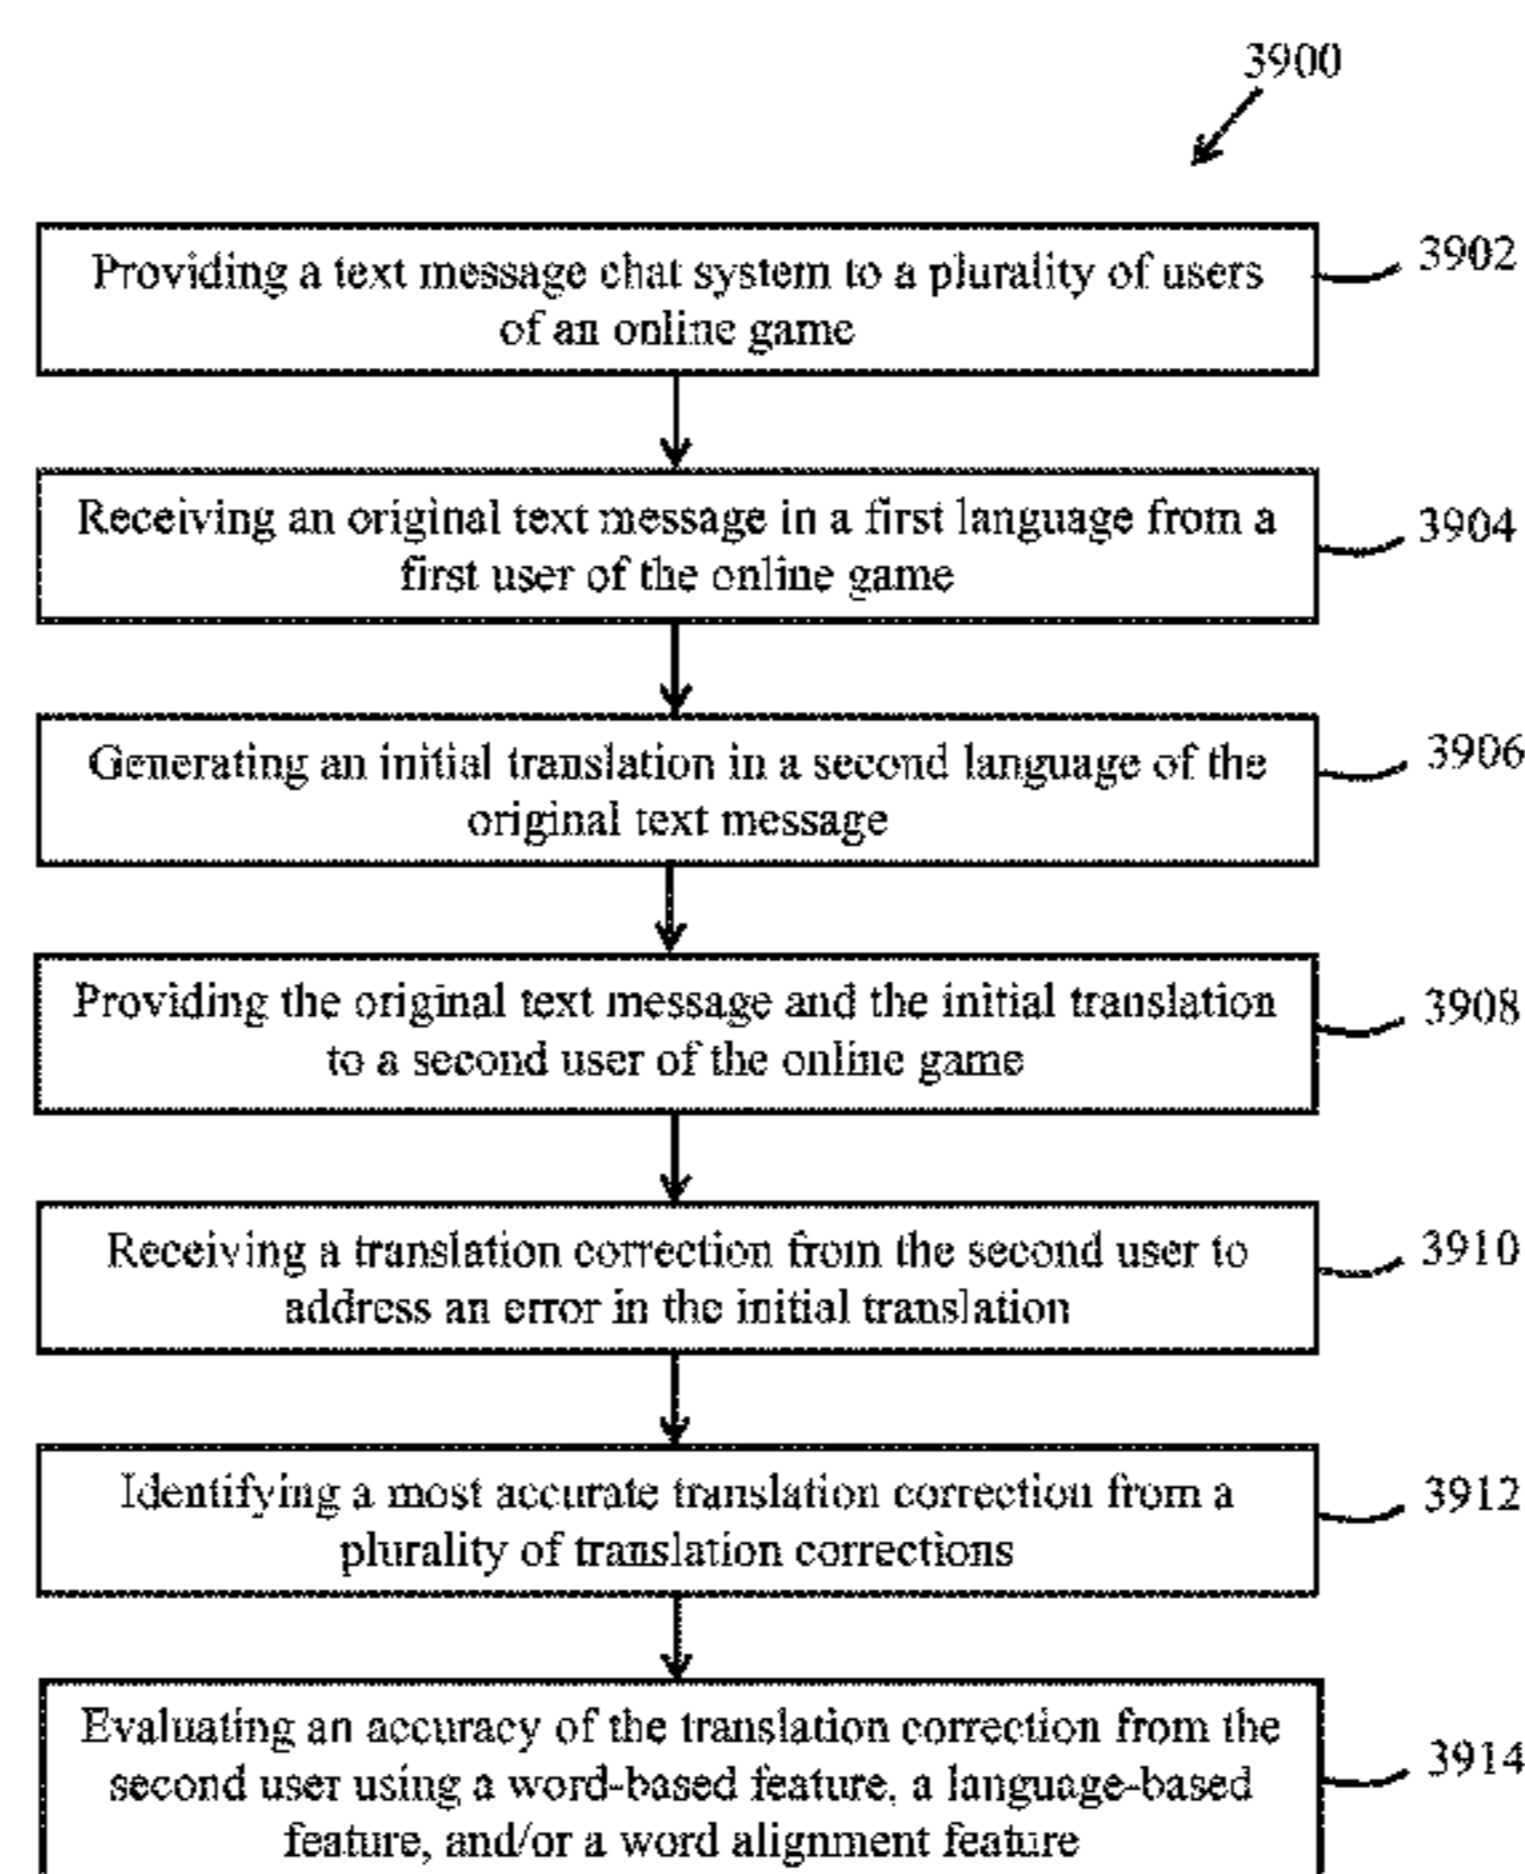 3900
Providing a text message chat system to a plurality of users
of an online game
3902
Receiving an original text message in a first language from a
first user of the online game
3904
Generating an initial translation in a second language of the
original text message
3906
Providing the original text message and the initial translation
to a second user of the online game
3908
Receiving a translation correction from the second user to
address an error in the initial translation
3910
Identifying a most accurate translation correction from a
plurality of translation corrections
3912
Evaluating an accuracy of the translation correction from the
second user using a word-based feature, a language-based
feature, and/or a word alignment feature
3914